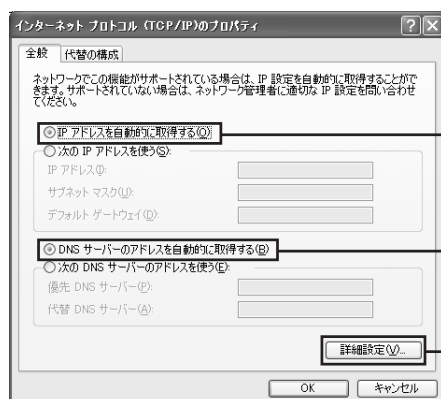 インターネット プロトコル (TCP/IP)のプロパティ
全般 代替の構成
ネットワークでこの機能がサポートされている場合は、IP 設定を自動的に取得することがで
きます。サポートされていない場合は、ネットワーク管理者に適切な IP 設定を問い合わせ
てください。
IP アドレスを自動的に取得する(O)
次の IP アドレスを使う(S):
IP アドレス(I):
サブネット マスク(U):
デフォルト ゲートウェイ(D):
DNS サーバーのアドレスを自動的に取得する(B)
次の DNS サーバーのアドレスを使う(E):
優先 DNS サーバー(P):
代替 DNS サーバー(A):
詳細設定(V)...
OK キャンセル